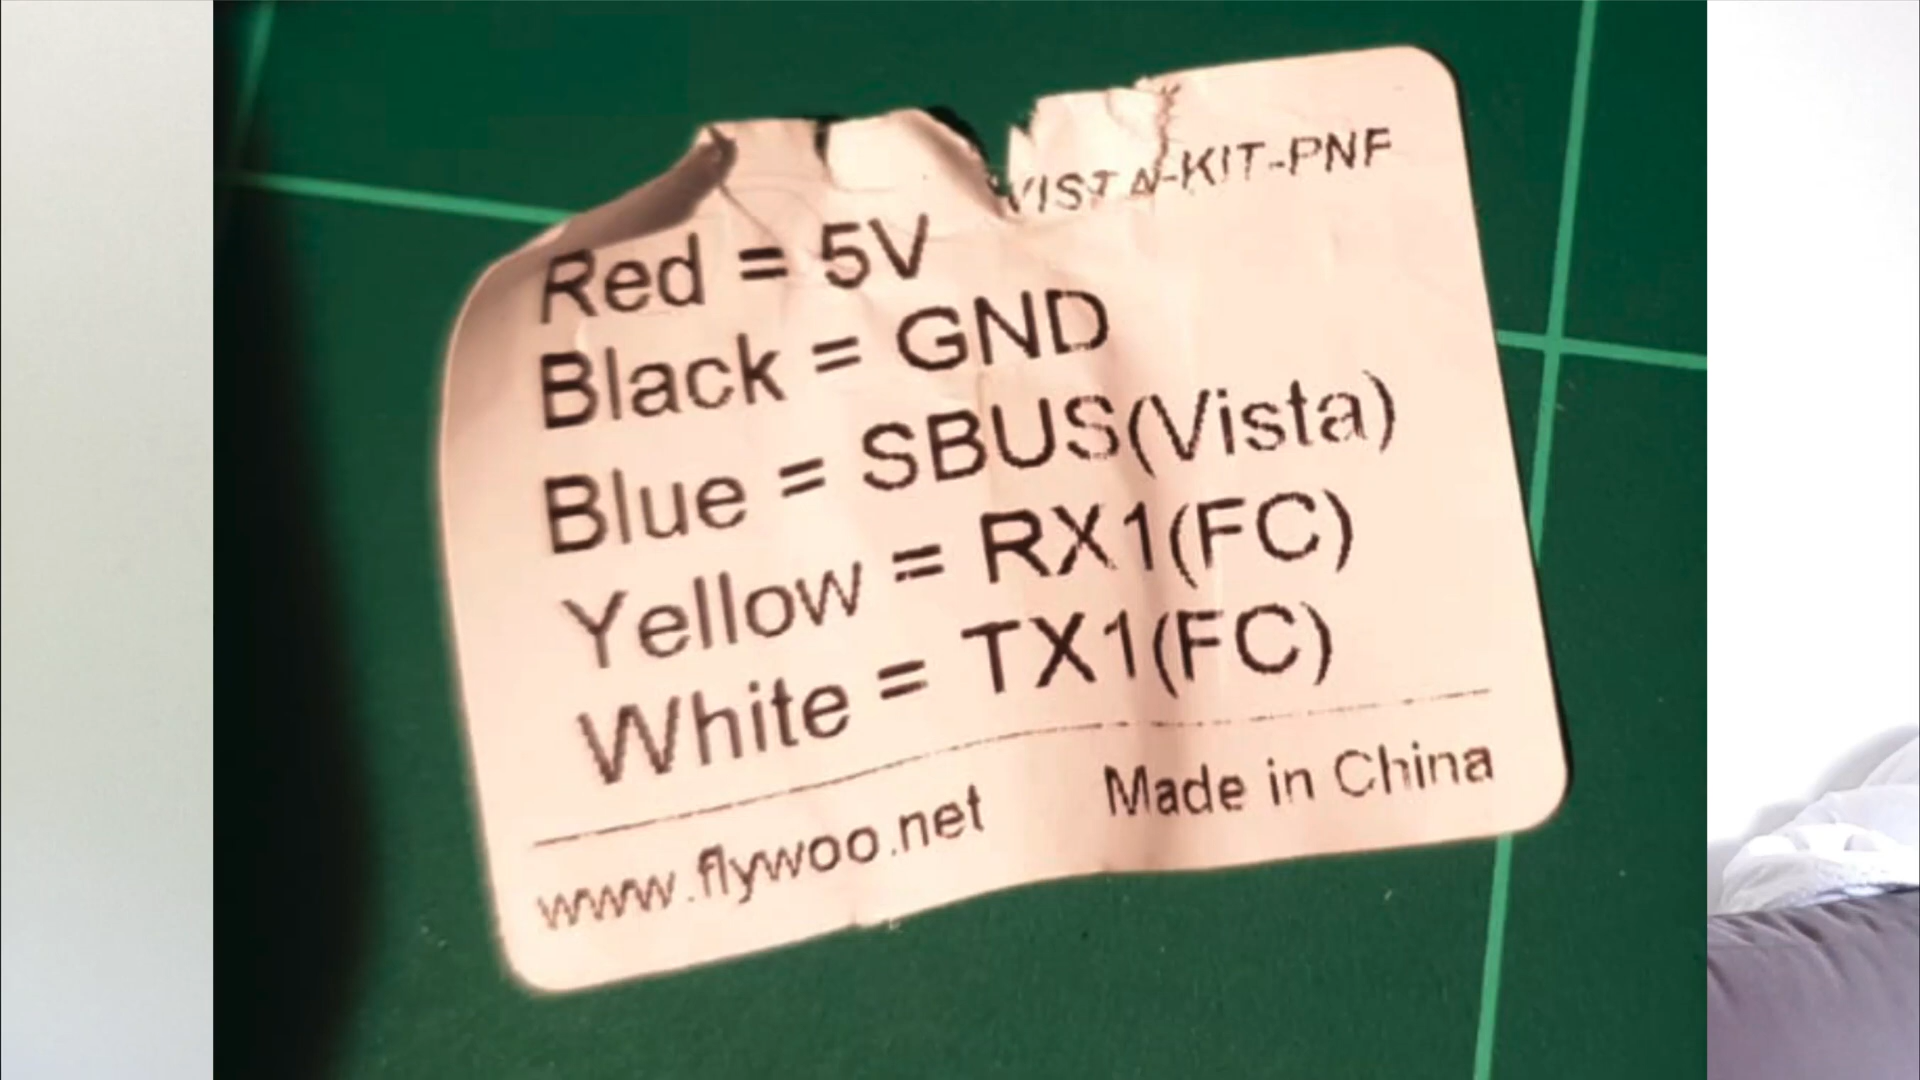 VISTA-KIT-PNF
Red = 5V
Black = GND
Blue = SBUS(Vista)
Yellow = RX1(FC)
White = TX1(FC)
www.flywoo.net Made in China